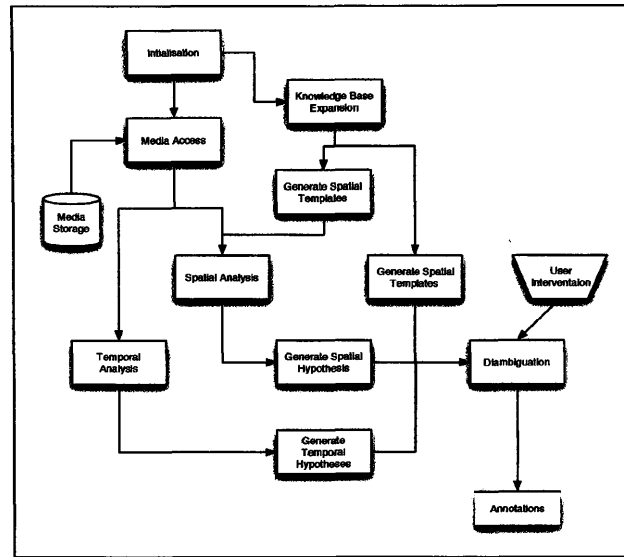 Intialisation
Knowledge Base
Expansion
Media Access
Generate Spatial
Templates
Media
Storage
Spatial Analysis
Generate Spatial
Templates
User
Interventaion
Temporal
Analysis
Generate Spatial
Hypothesis
Diambiguation
Generate
Temporal
Hypotheses
Annotations